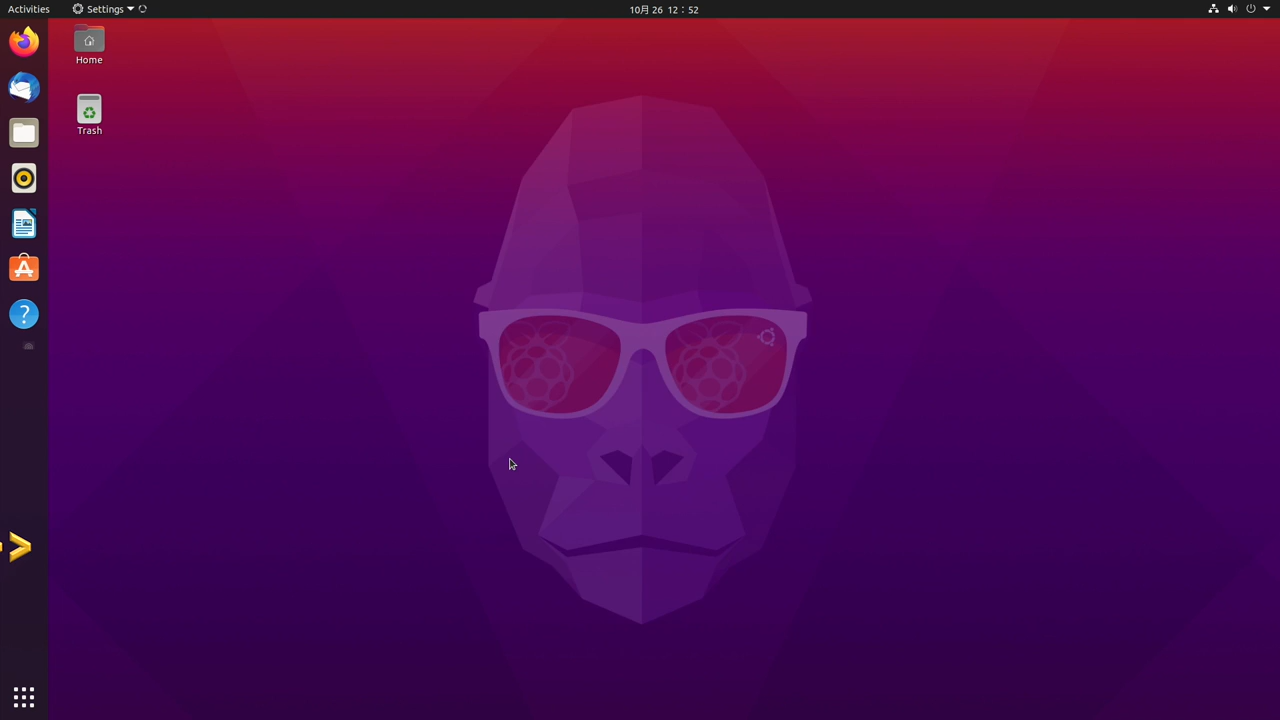 Activities
Settings
10月 26 12：52
Home
Trash